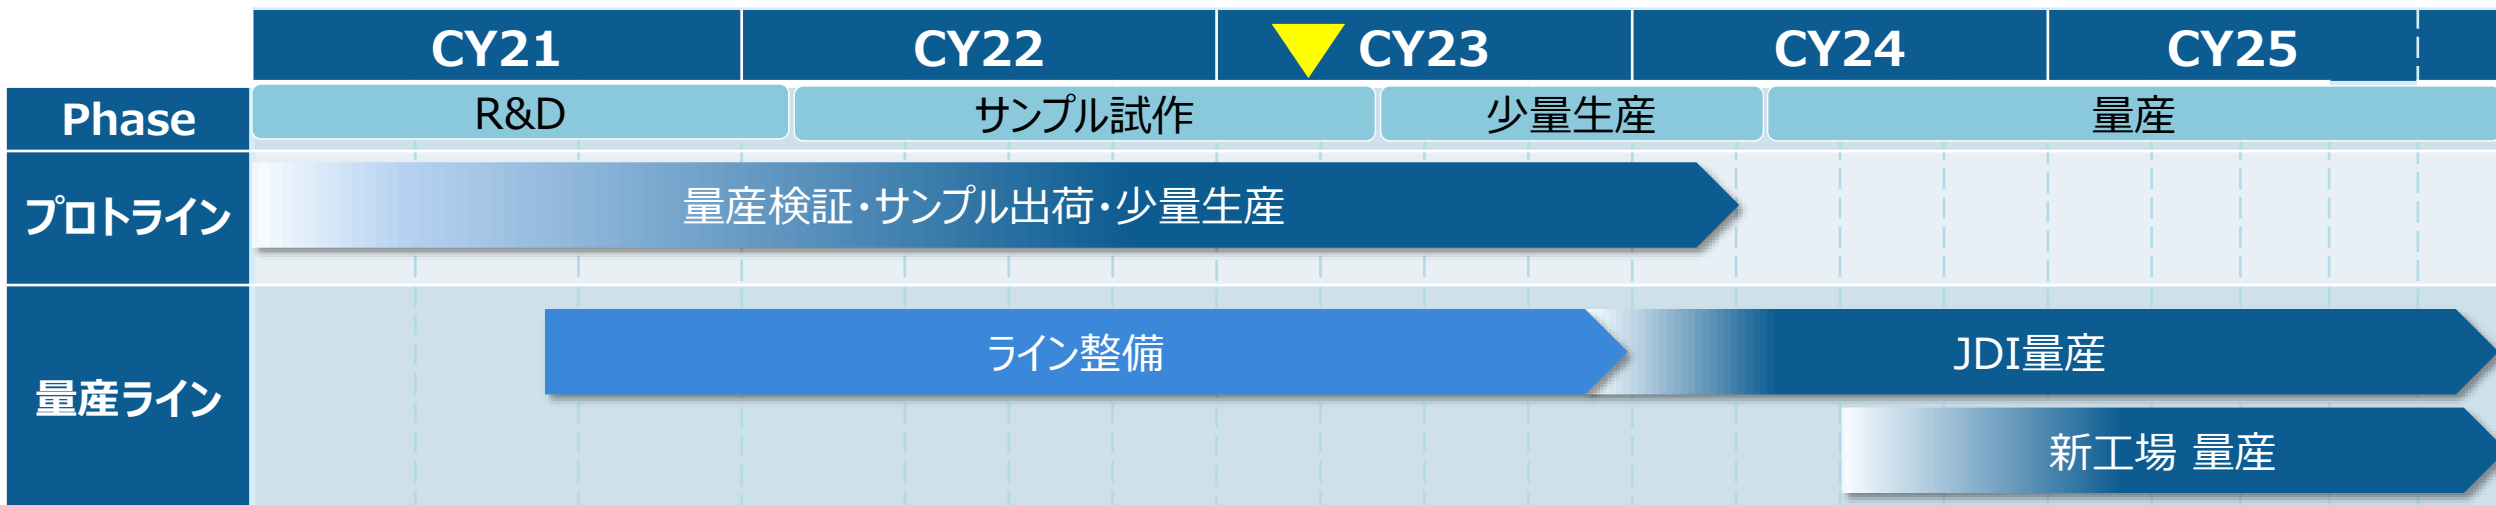 CY21 CY22 CY23 CY24 CY25
Phase R&D サンプル試作 少量生産 量産
プロトライン 量産検証・サンプル出荷・少量生産
量産ライン ライン整備 JDI量産
新工場 量産